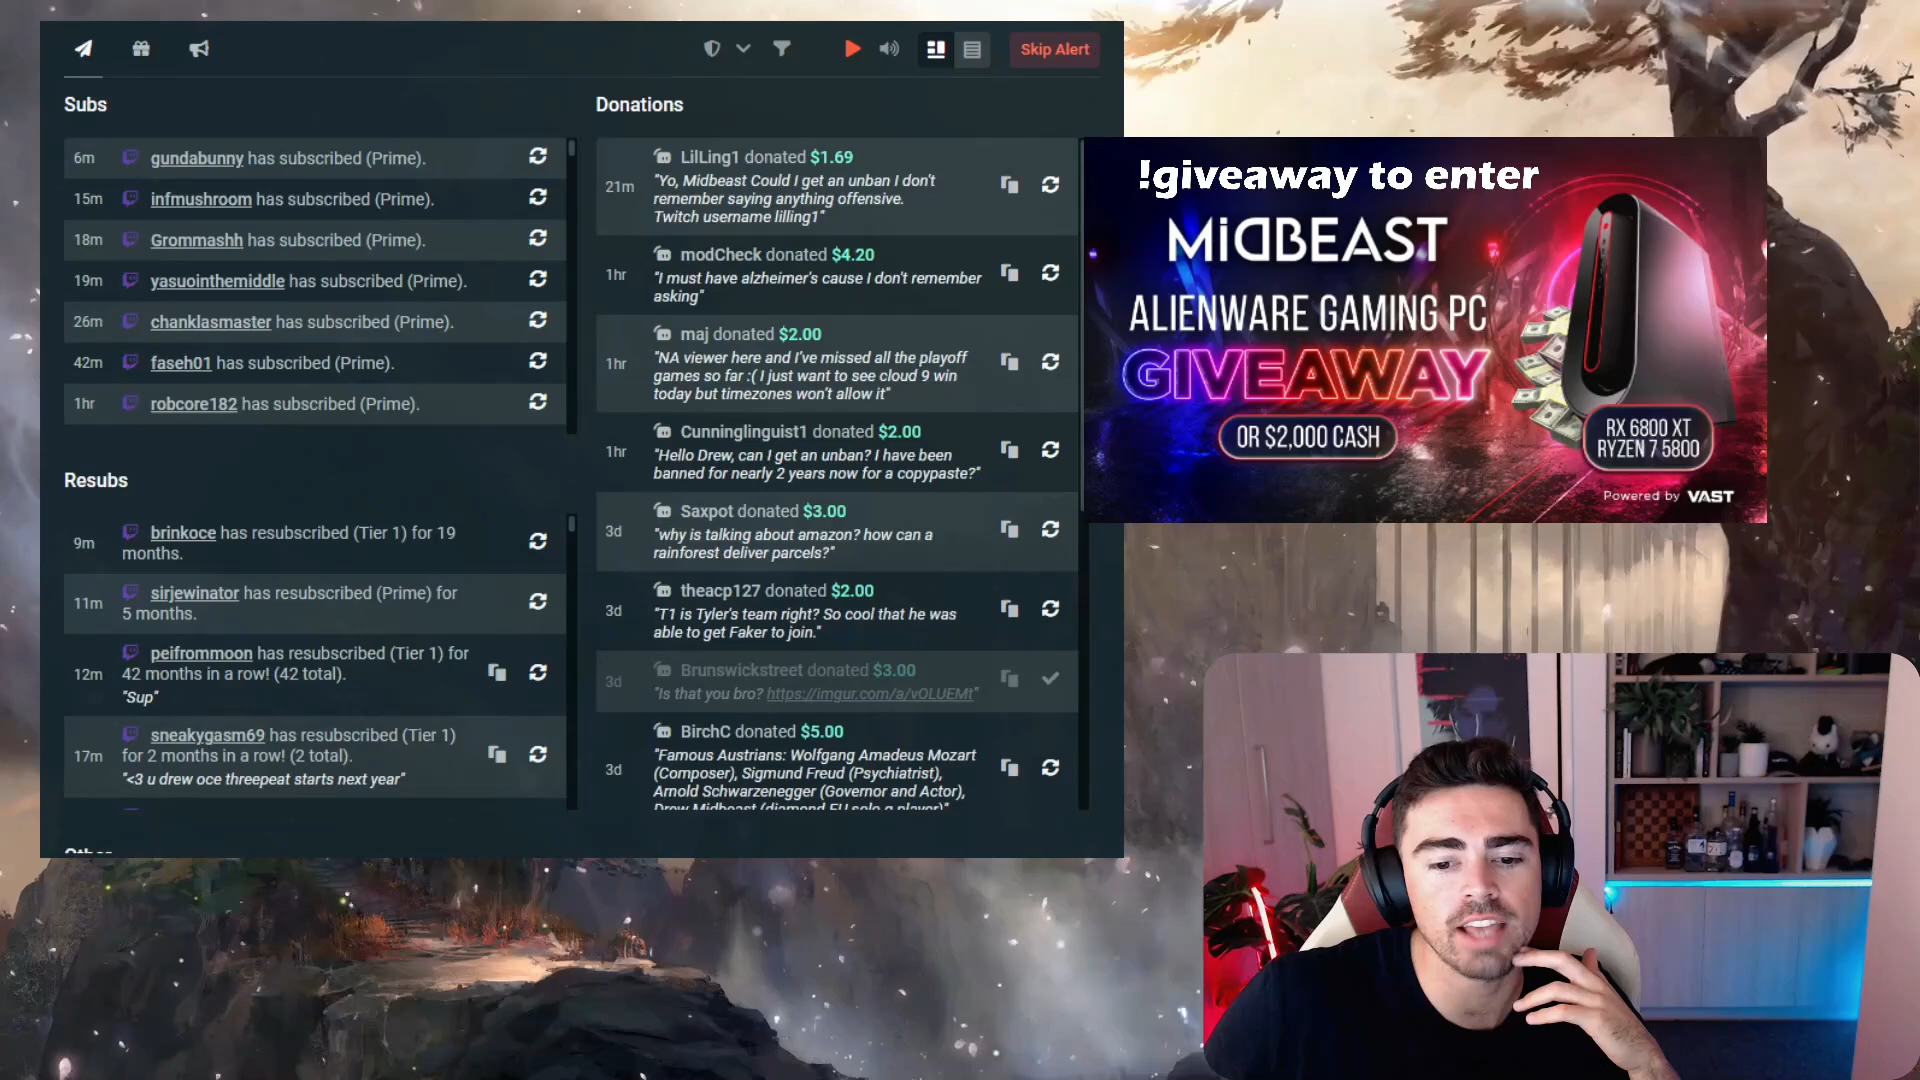 Skip Alert
Subs
6m gundabunny has subscribed (Prime).
15m infmushroom has subscribed (Prime).
18m Grommashh has subscribed (Prime).
19m yasuointhemiddle has subscribed (Prime).
26m chanklasmaster has subscribed (Prime).
42m faseh01 has subscribed (Prime).
1hr robcore182 has subscribed (Prime).
Resubs
brinkoce has resubscribed (Tier 1) for 19
9m
months.
sirjewinator has resubscribed (Prime) for
11m
5 months.
peifrommoon has resubscribed (Tier 1) for
12m 42 months in a row! (42 total).
"Sup"
sneakygasm69 has resubscribed (Tier 1)
17m for 2 months in a row! (2 total).
"<3 u drew oce threepeat starts next year"
Other
Donations
LilLing1 donated $1.69
21m "Yo, Midbeast Could I get an unban I don't
remember saying anything offensive.
Twitch username lilling1"
modCheck donated $4.20
1hr "I must have alzheimer's cause I don't remember
asking"
maj donated $2.00
1hr "NA viewer here and I've missed all the playoff
games so far :( I just want to see cloud 9 win
today but timezones won't allow it"
Cunninglinguist1 donated $2.00
1hr "Hello Drew, can I get an unban? I have been
banned for nearly 2 years now for a copypaste?"
Saxpot donated $3.00
3d "why is talking about amazon? how can a
rainforest deliver parcels?"
theacp127 donated $2.00
3d "T1 is Tyler's team right? So cool that he was
able to get Faker to join."
Brunswickstreet donated $3.00
3d "Is that you bro? https://imgur.com/a/vOLUEMt"
BirchC donated $5.00
"Famous Austrians: Wolfgang Amadeus Mozart
3d (Composer), Sigmund Freud (Psychiatrist),
Arnold Schwarzenegger (Governor and Actor),
Drew Midbeast (diamond EU solo q player)"
!giveaway to enter
MIDBEAST
ALIENWARE GAMING PC
GIVEAWAY
OR $2,000 CASH
RX 6800 XT
RYZEN 7 5800
Powered by VAST